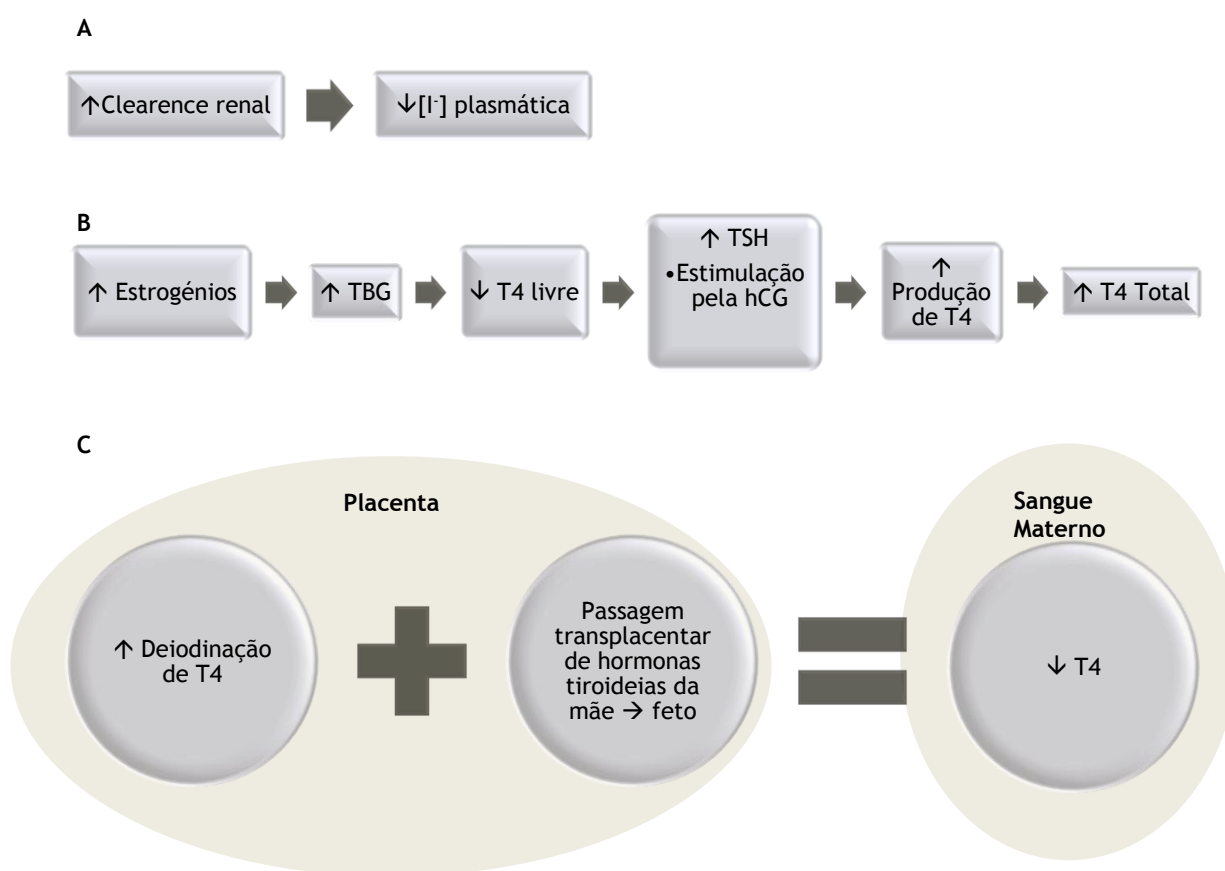 A
↑Clearence renal
↓[I-] plasmática
B
↑ Estrogénios
↑ TBG
↓ T4 livre
↑ TSH
•Estimulação
pela hCG
↑
Produção
de T4
↑ T4 Total
C
Placenta
↑ Deiodinação
de T4
Passagem
transplacentar
de hormonas
tiroideias da
mãe → feto
Sangue
Materno
↓ T4